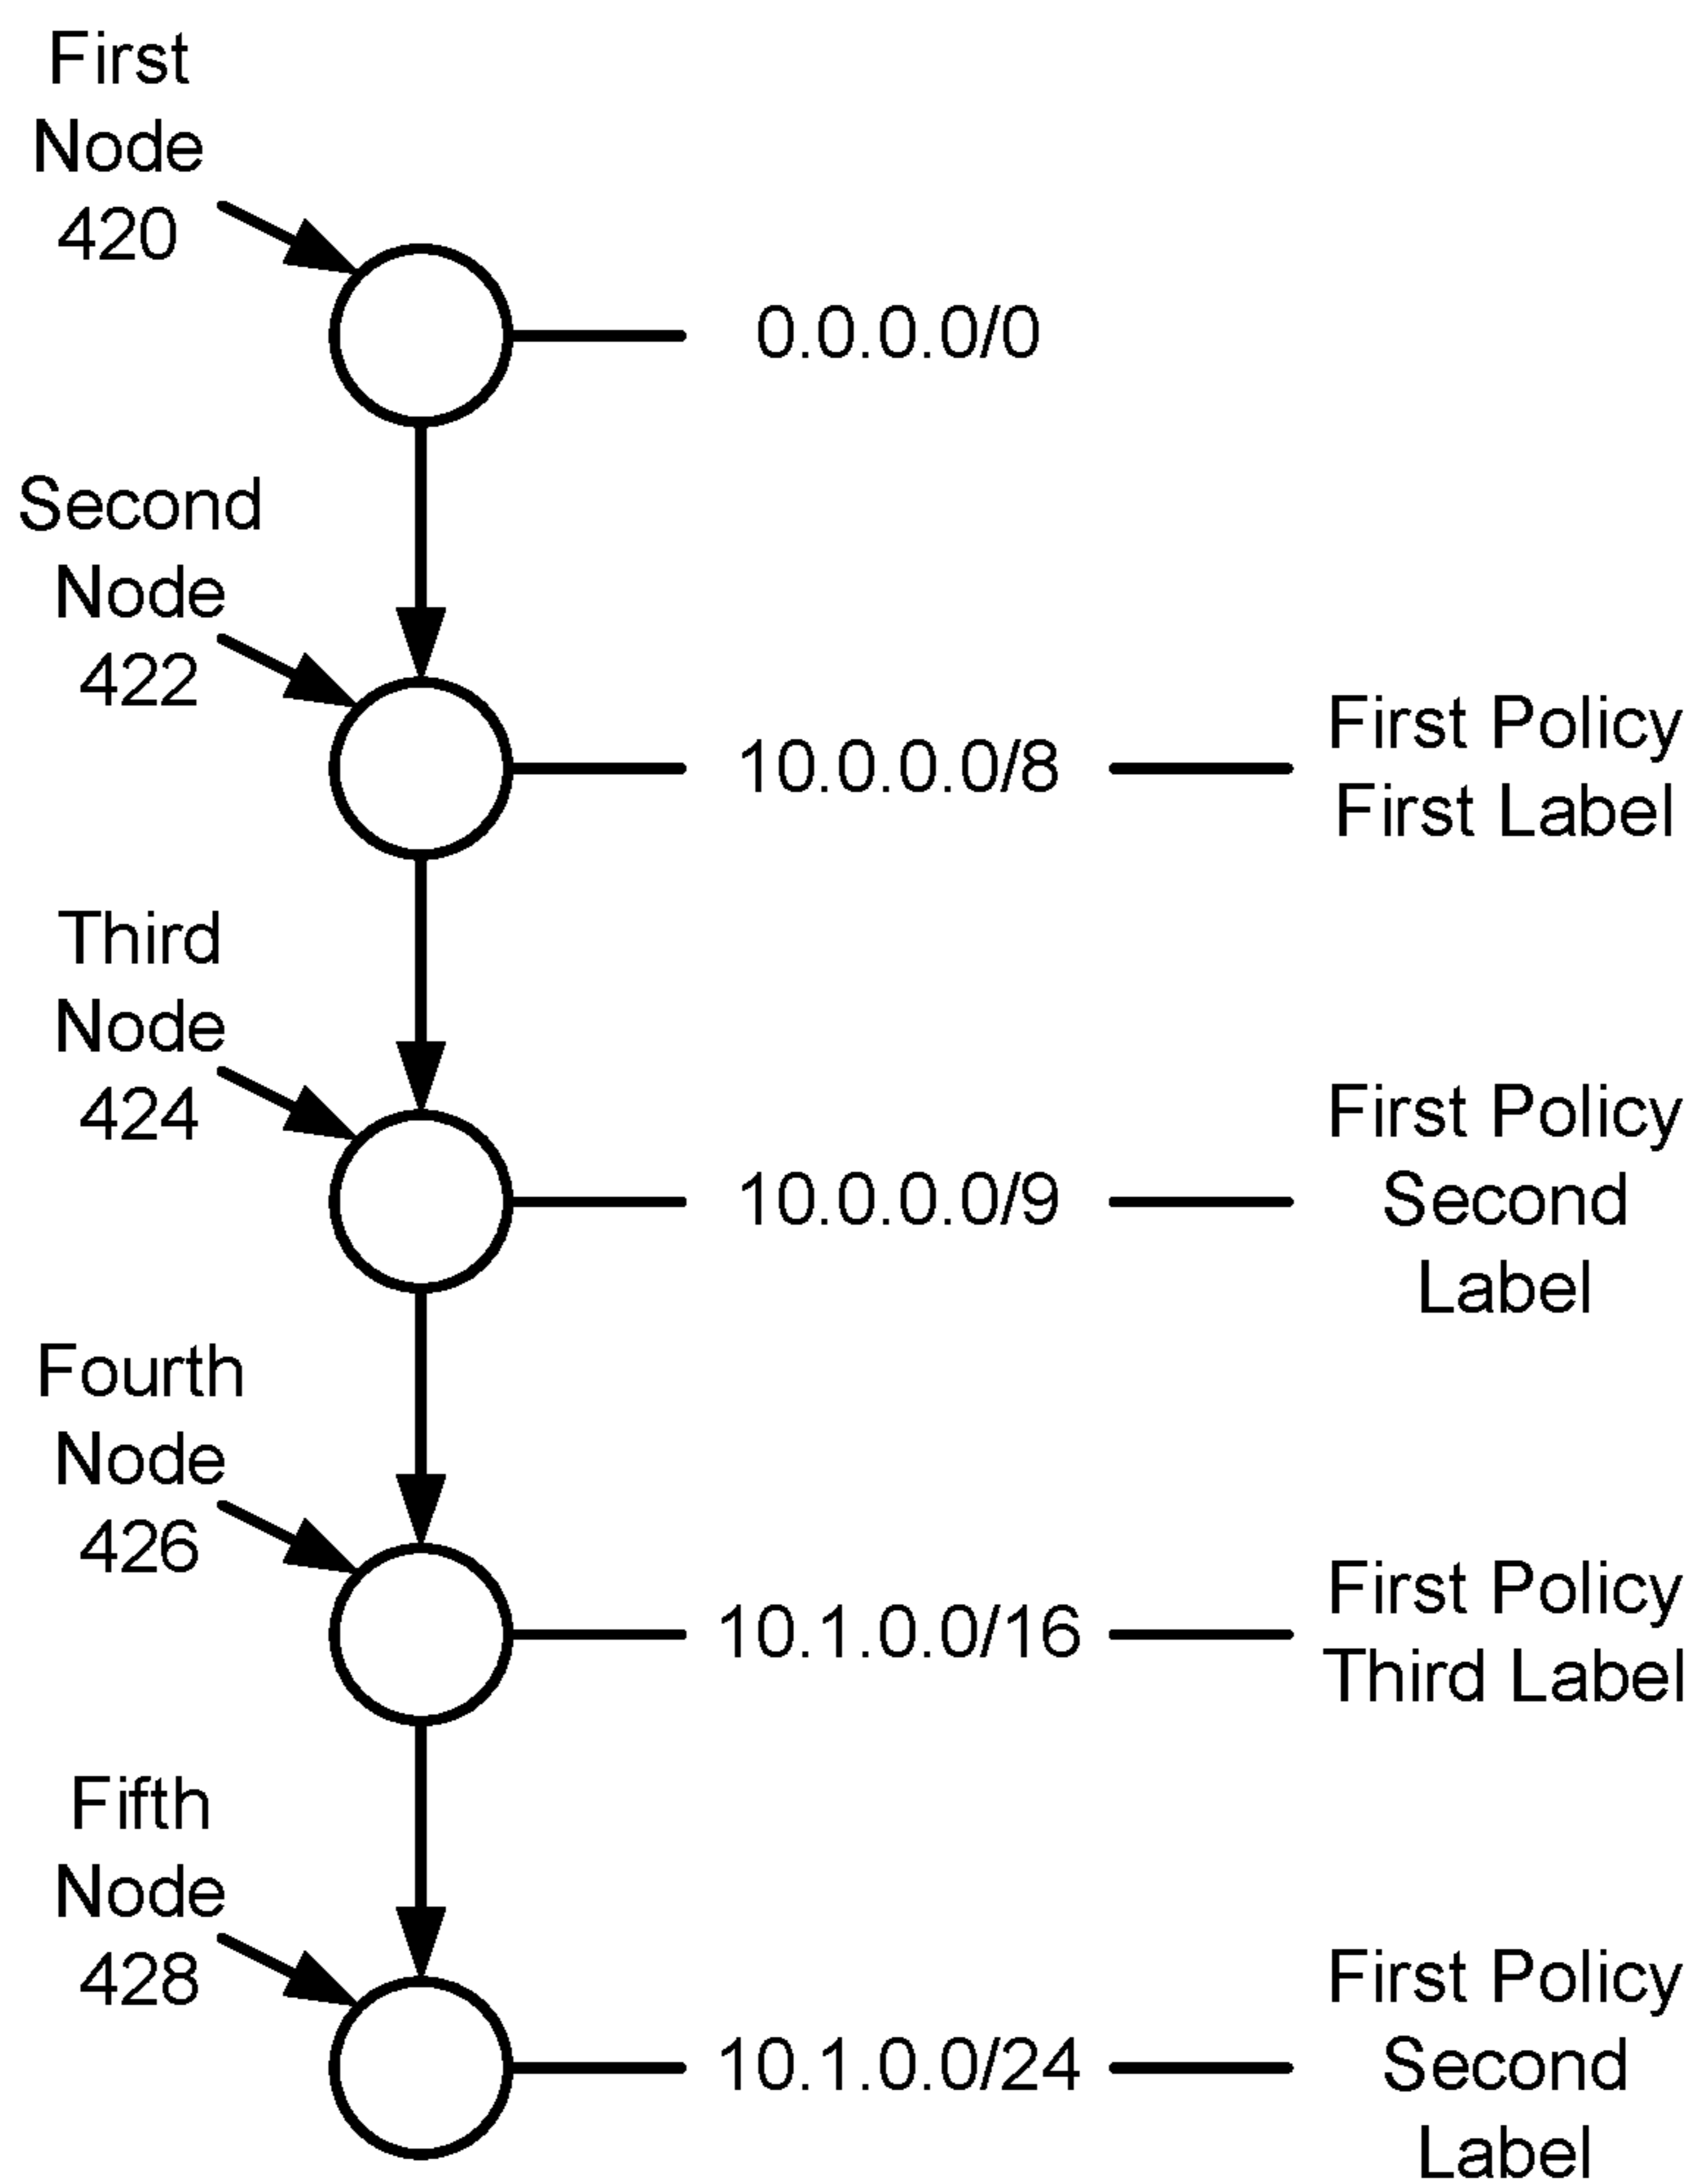 First
Node
420
0.0.0.0/0
Second
Node
422
10.0.0.0/8
First Policy
First Label
Third
Node
424
10.0.0.0/9
First Policy
Second
Label
Fourth
Node
426
10.1.0.0/16
First Policy
Third Label
Fifth
Node
428
10.1.0.0/24
First Policy
Second
Label